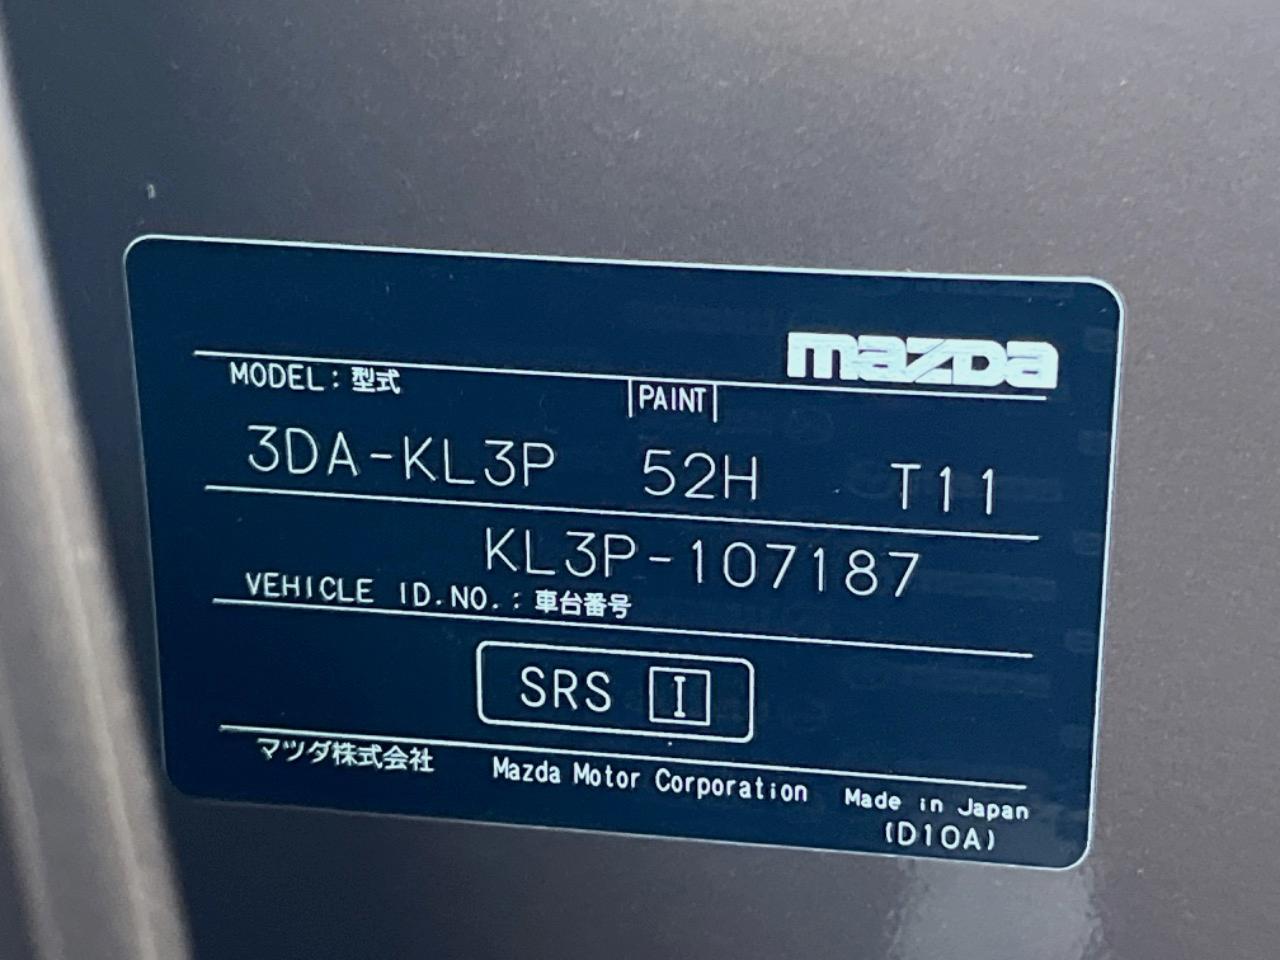 mazda
MODEL:型式 PAINT
3DA-KL3P 52H T11
KL3P-107187
VEHICLE ID.NO.:車台番号
SRS I
マツダ株式会社 Mazda Motor Corporation Made in Japan
(D10A)